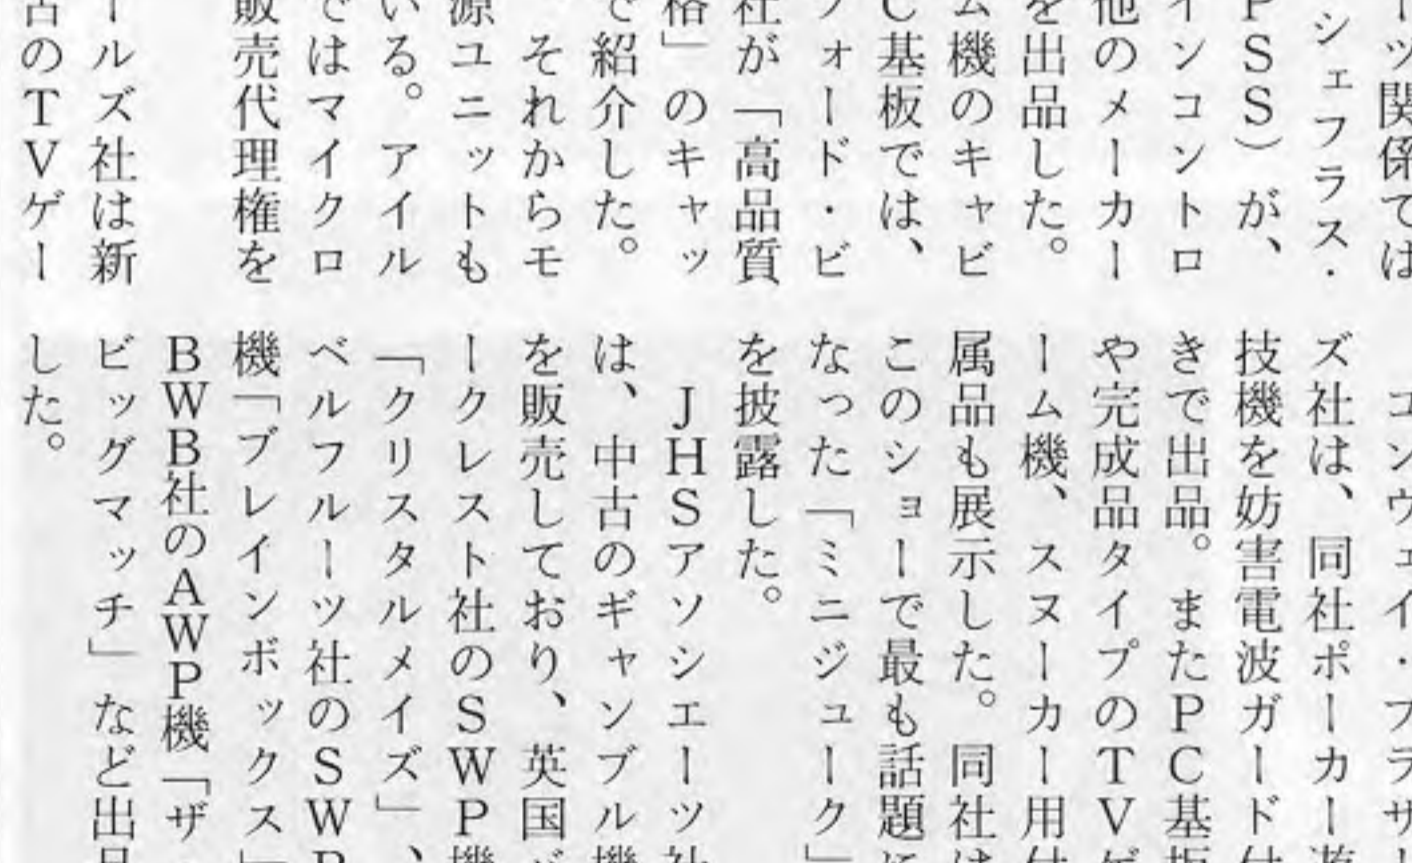 ーツ関係では
シェフラス・
PSS）が、
インコントロ
他のメーカー
を出品した。
ム機のキャビ
C基板では、
フォード・ビ
社が「高品質
格」のキャッ
で紹介した。
それからモ
源ユニットも
いる。アイル
ではマイクロ
販売代理権を
ールズ社は新
古のTVゲー
コンウェイ・ブラザー
ズ社は、同社ポーカー遊
技機を妨害電波ガード付
きで出品。またPC基板
や完成品タイプのTVゲ
ーム機、スヌーカー用付
属品も展示した。同社は
このショーで最も話題に
なった「ミニジューク」
を披露した。
JHSアソシエーツ社
は、中古のギャンブル機
を販売しており、英国バ
ークレスト社のSWP機
「クリスタルメイズ」、
ベルフルーツ社のSWP
機「ブレインボックス」
BWB社のAWP機「ザ・
ビッグマッチ」など出品
した。